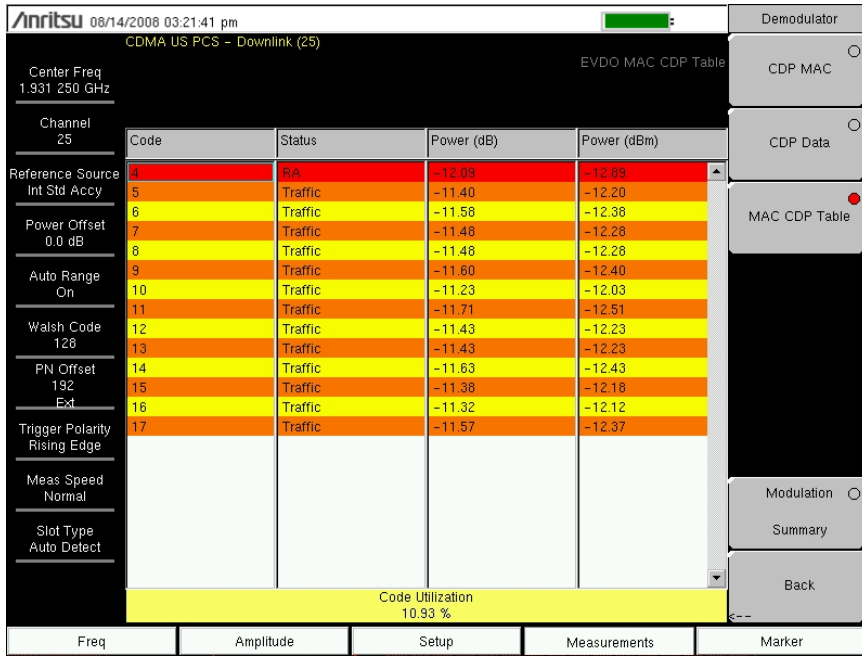 Anritsu 08/14/2008 03:21:41 pm
CDMA US PCS - Downlink (25)
EVDO MAC CDP Table
Center Freq
1.931 250 GHz
Channel
25
Reference Source
Int Std Accy
Power Offset
0.0 dB
Auto Range
On
Walsh Code
128
PN Offset
192
Ext
Trigger Polarity
Rising Edge
Meas Speed
Normal
Slot Type
Auto Detect
Code Status Power (dB) Power (dBm)
4 RA -12.09 -12.89
5 Traffic -11.40 -12.20
6 Traffic -11.58 -12.38
7 Traffic -11.48 -12.28
8 Traffic -11.48 -12.28
9 Traffic -11.60 -12.40
10 Traffic -11.23 -12.03
11 Traffic -11.71 -12.51
12 Traffic -11.43 -12.23
13 Traffic -11.43 -12.23
14 Traffic -11.63 -12.43
15 Traffic -11.38 -12.18
16 Traffic -11.32 -12.12
17 Traffic -11.57 -12.37
Code Utilization
10.93 %
Demodulator
CDP MAC
CDP Data
MAC CDP Table
Modulation
Summary
Back
<--
Freq Amplitude Setup Measurements Marker